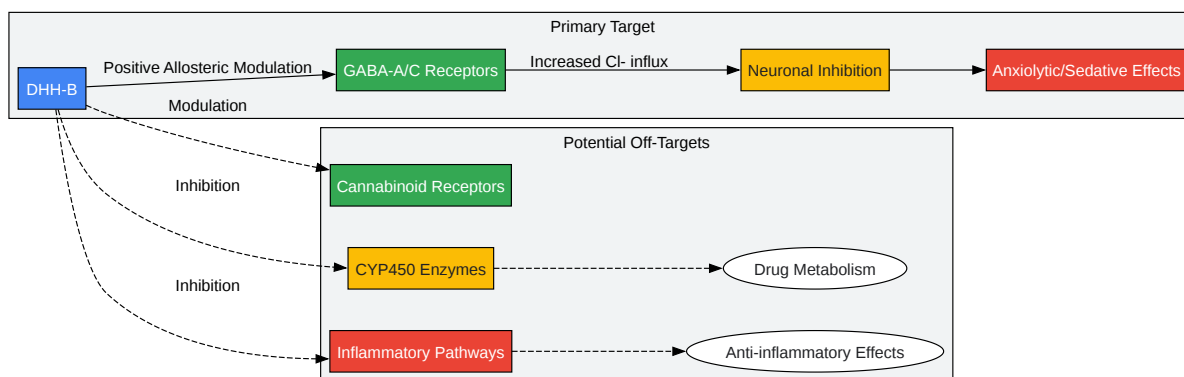 Primary Target
DHH-B
Positive Allosteric Modulation
GABA-A/C Receptors
Increased Cl- influx
Neuronal Inhibition
Anxiolytic/Sedative Effects
Modulation
Potential Off-Targets
Cannabinoid Receptors
Inhibition
CYP450 Enzymes
Drug Metabolism
Inhibition
Inflammatory Pathways
Anti-inflammatory Effects